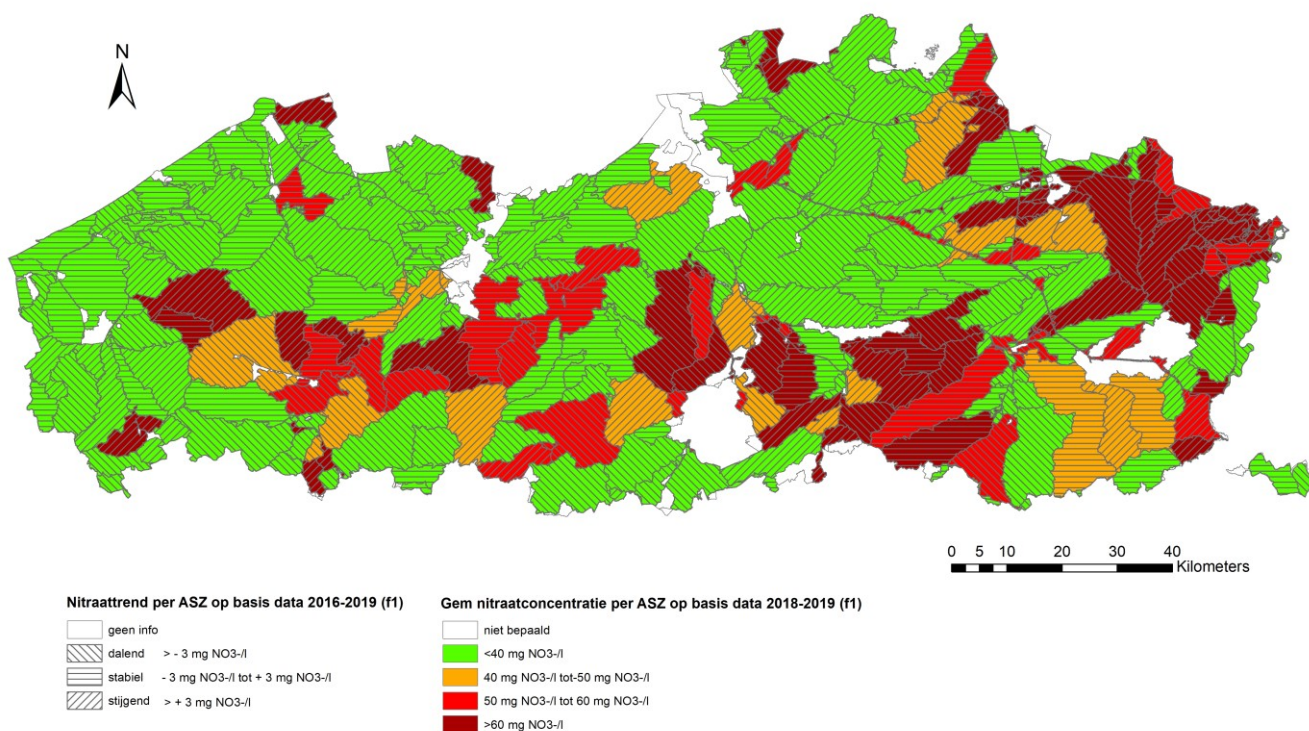 N
0 5 10 20 30 40
Kilometers
Nitraattrend per ASZ op basis data 2016-2019 (f1)
geen info
dalend > - 3 mg NO3-/l
stabiel - 3 mg NO3-/l tot + 3 mg NO3-/l
stijgend > + 3 mg NO3-/l
Gem nitraatconcentratie per ASZ op basis data 2018-2019 (f1)
niet bepaald
<40 mg NO3-/l
40 mg NO3-/l tot-50 mg NO3-/l
50 mg NO3-/l tot 60 mg NO3-/l
>60 mg NO3-/l